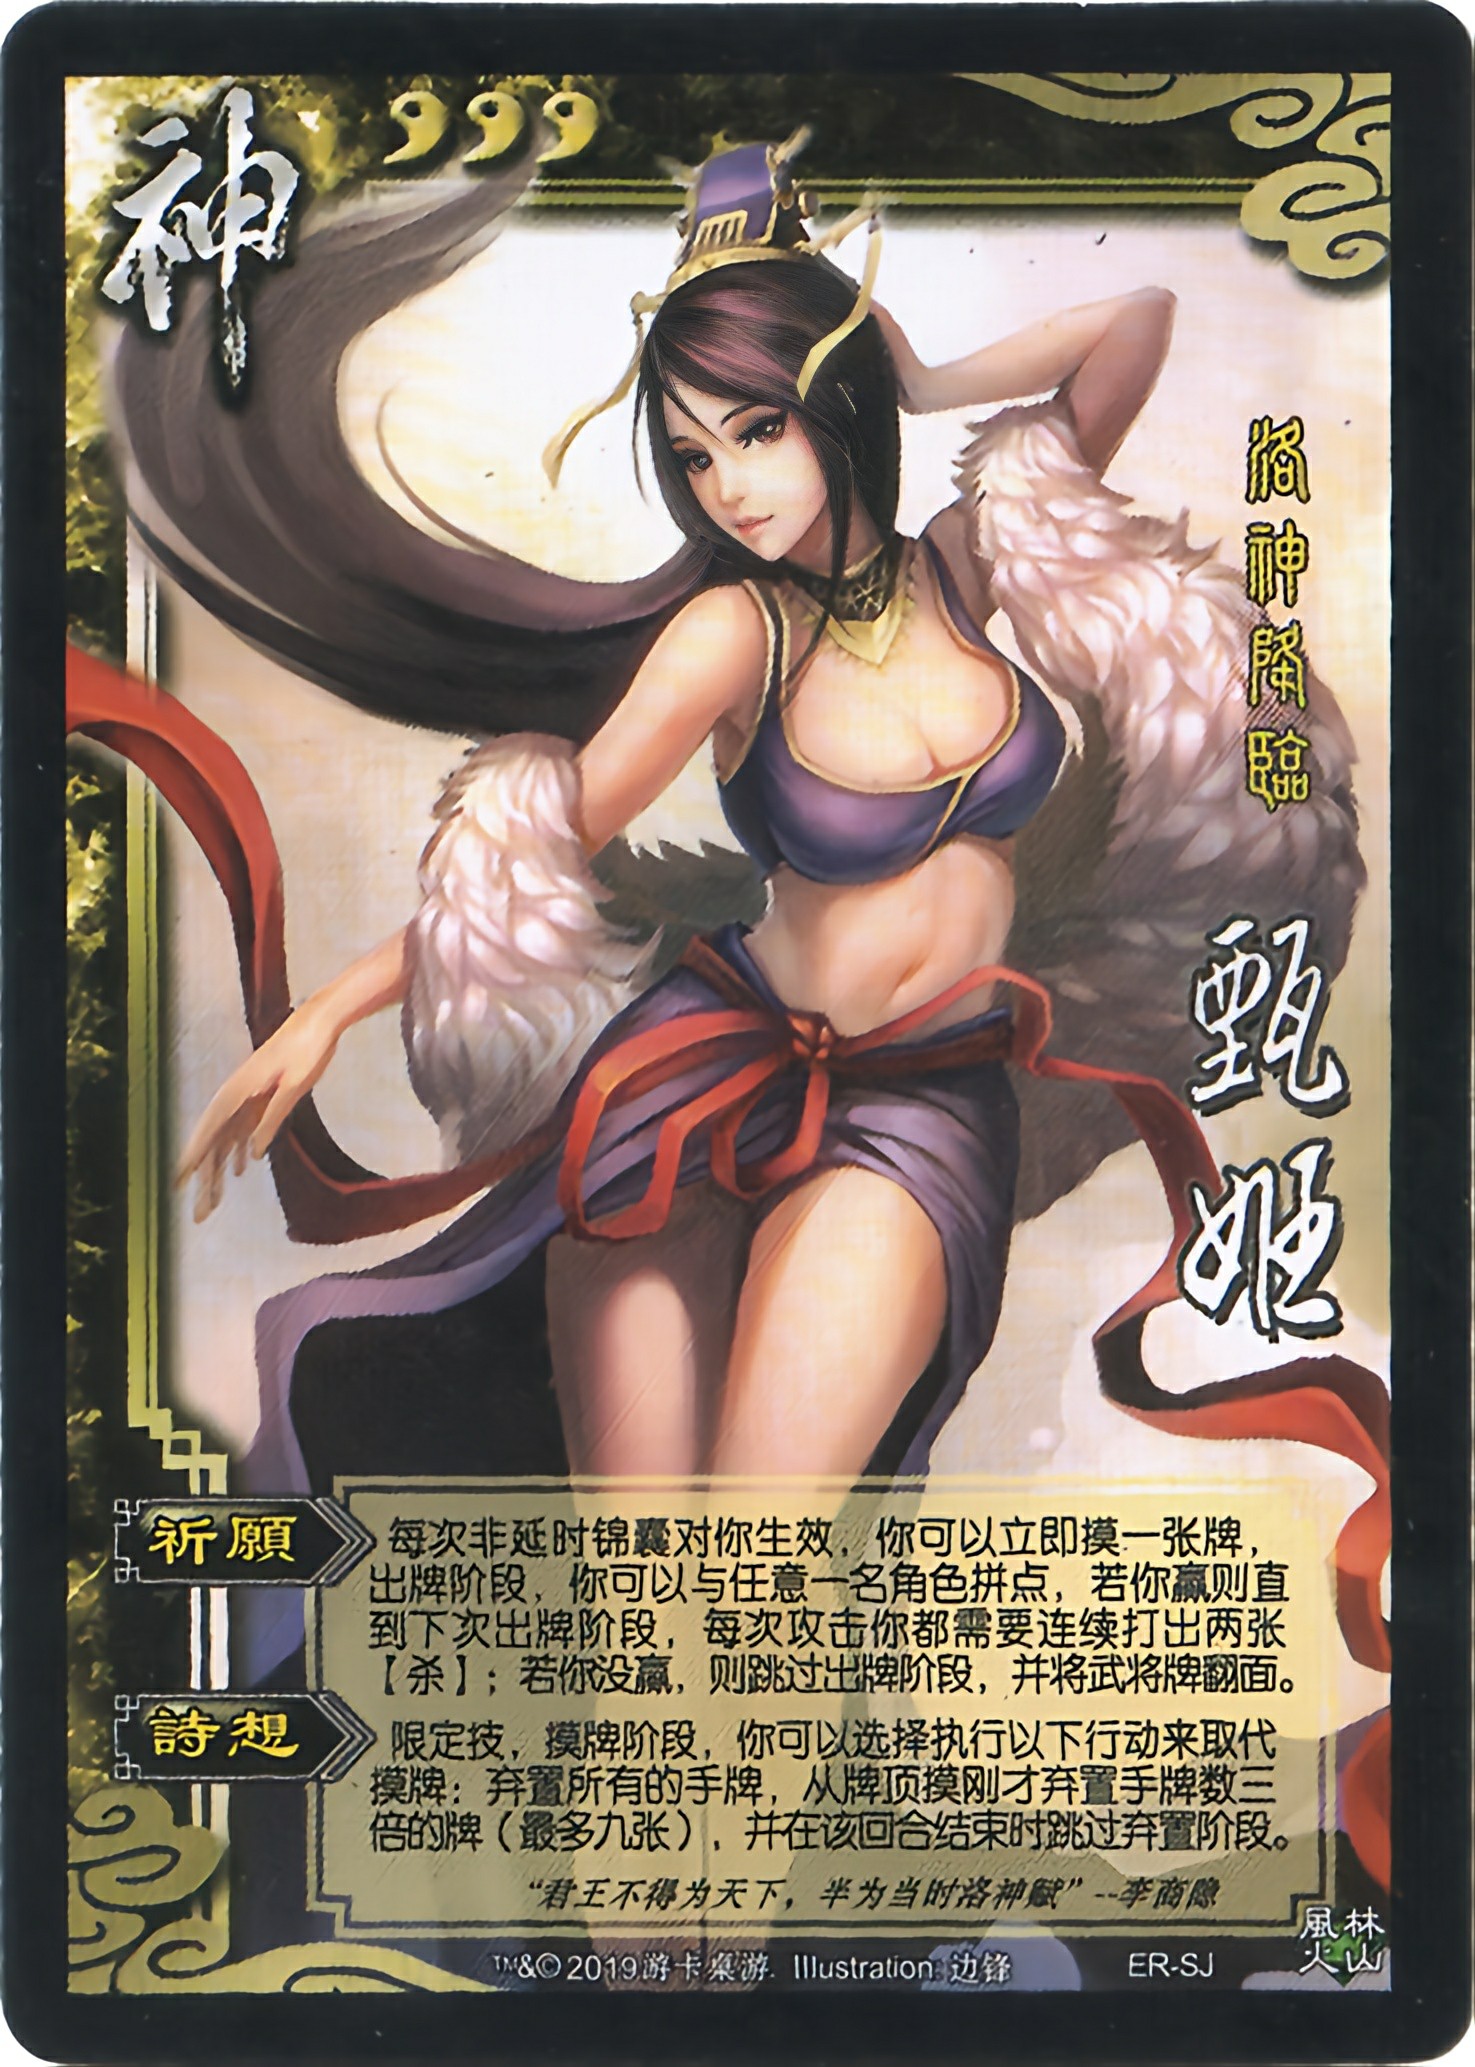 神
洛神降臨
甄姬
祈願
每次非延时锦囊对你生效，你可以立即摸一张牌，
出牌阶段，你可以与任意一名角色拼点，若你赢则直
到下次出牌阶段，每次攻击你都需要连续打出两张
【杀】；若你没赢，则跳过出牌阶段，并将武将牌翻面。
詩想
限定技，摸牌阶段，你可以选择执行以下行动来取代
摸牌：弃置所有的手牌，从牌顶摸刚才弃置手牌数三
倍的牌（最多九张），并在该回合结束时跳过弃置阶段。
“君王不得为天下，半为当时洛神赋”--李商隐
™&©2019游卡桌游. Illustration: 边锋
ER-SJ
風林
火山